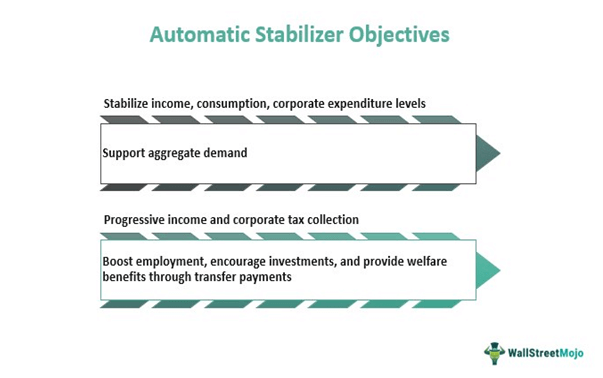 Automatic Stabilizer Objectives
Stabilize income, consumption, corporate expenditure levels
Support aggregate demand
Progressive income and corporate tax collection
Boost employment, encourage investments, and provide welfare
benefits through transfer payments
WallStreetMojo